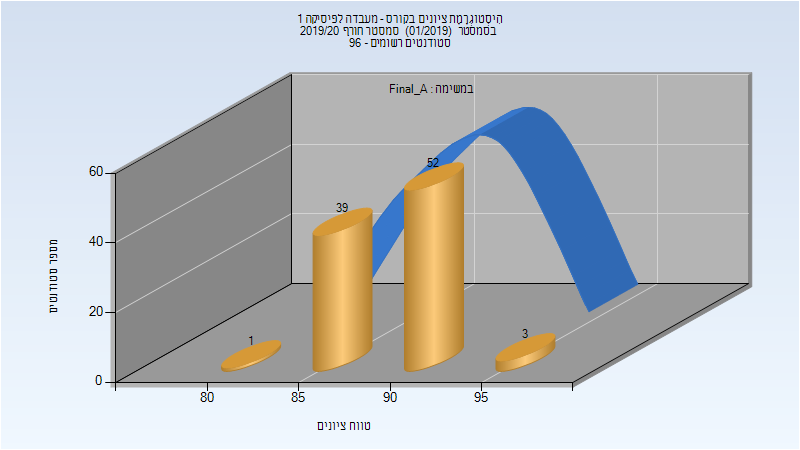 היסטוגרמת ציונים בקורס - מעבדה לפיסיקה 1
בסמסטר (01/2019) סמסטר חורף 2019/20
סטודנטים רשומים - 96
במשימה : Final_A
52
39
3
1
60
40
20
0
80
85
90
95
מספר סטודנטים
טווח ציונים